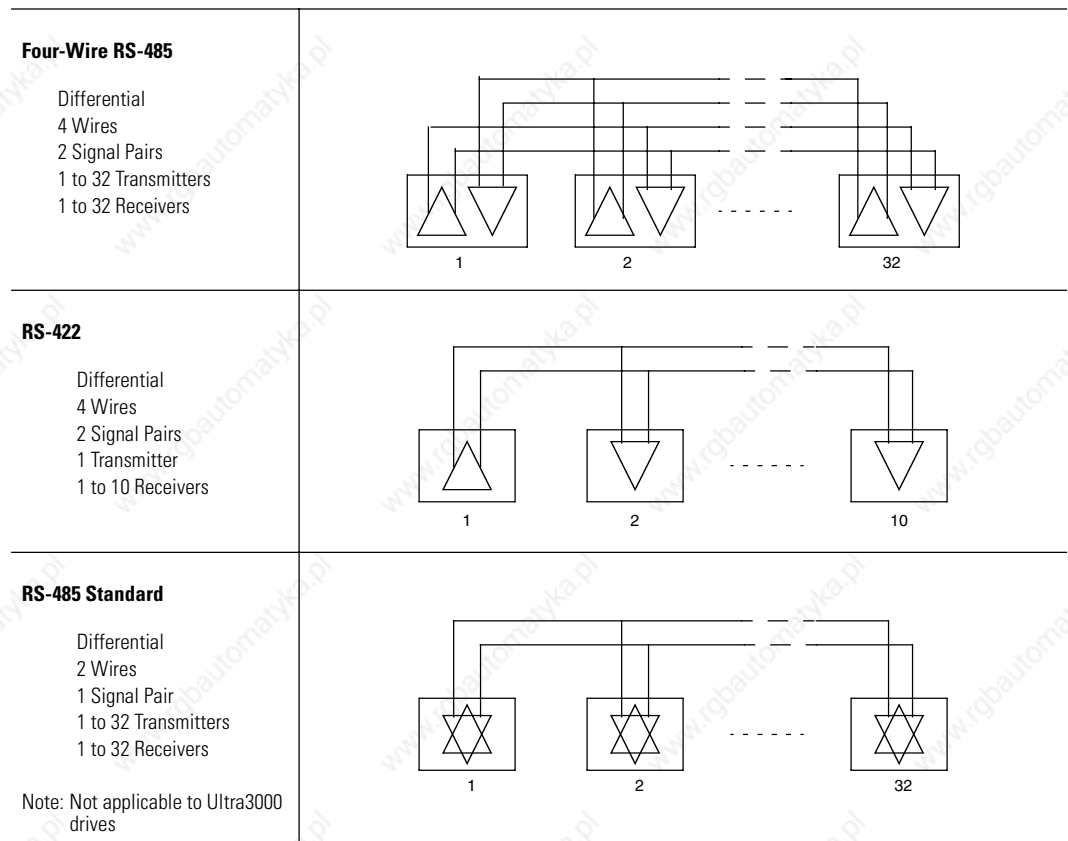 Four-Wire RS-485
Differential
4 Wires
2 Signal Pairs
1 to 32 Transmitters
1 to 32 Receivers
1
2
32
RS-422
Differential
4 Wires
2 Signal Pairs
1 Transmitter
1 to 10 Receivers
1
2
10
RS-485 Standard
Differential
2 Wires
1 Signal Pair
1 to 32 Transmitters
1 to 32 Receivers
Note: Not applicable to Ultra3000
drives
1
2
32
www.rgbautomatyka.pl